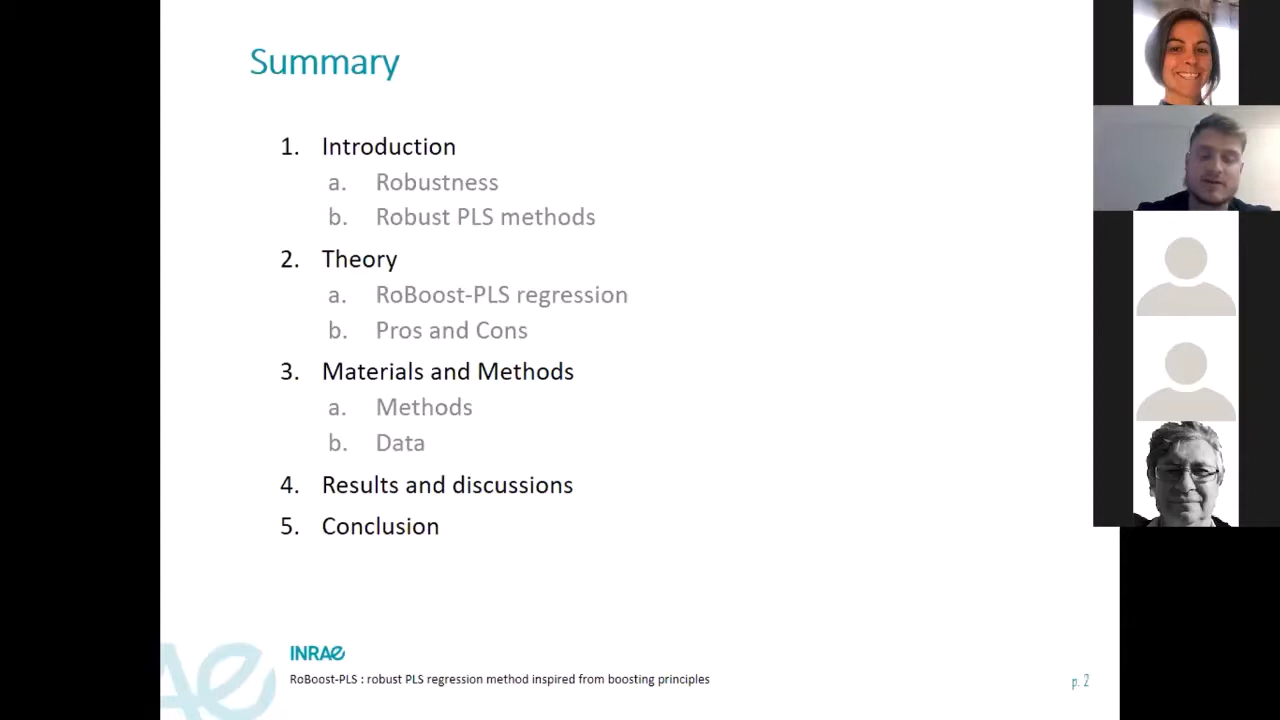 Summary
1. Introduction
a. Robustness
b. Robust PLS methods
2. Theory
a. RoBoost-PLS regression
b. Pros and Cons
3. Materials and Methods
a. Methods
b. Data
4. Results and discussions
5. Conclusion
INRAE
RoBoost-PLS : robust PLS regression method inspired from boosting principles
p. 2